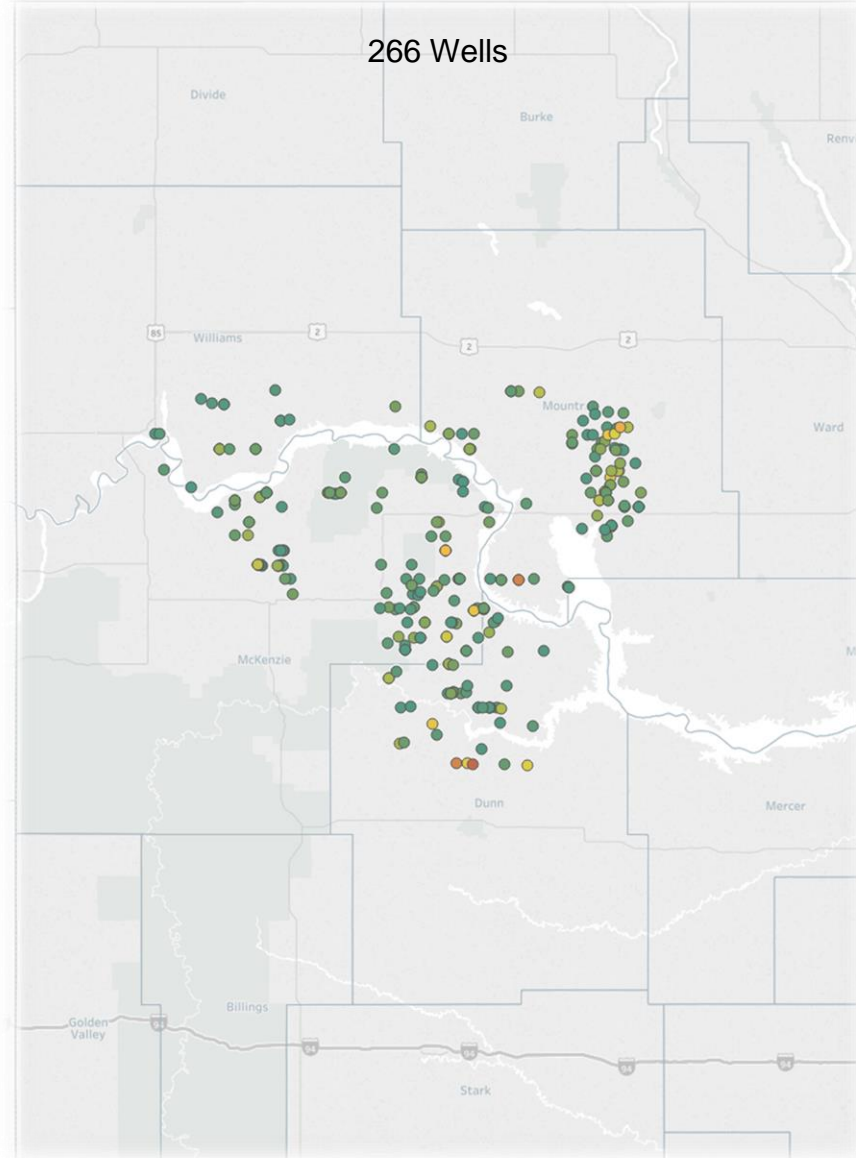 266 Wells
Divide
Burke
Renv
85
Williams
2
2
2
Mountr
Ward
McKenzie
Dunn
Mercer
Billings
Golden
Valley
94
94
94
94
94
Stark